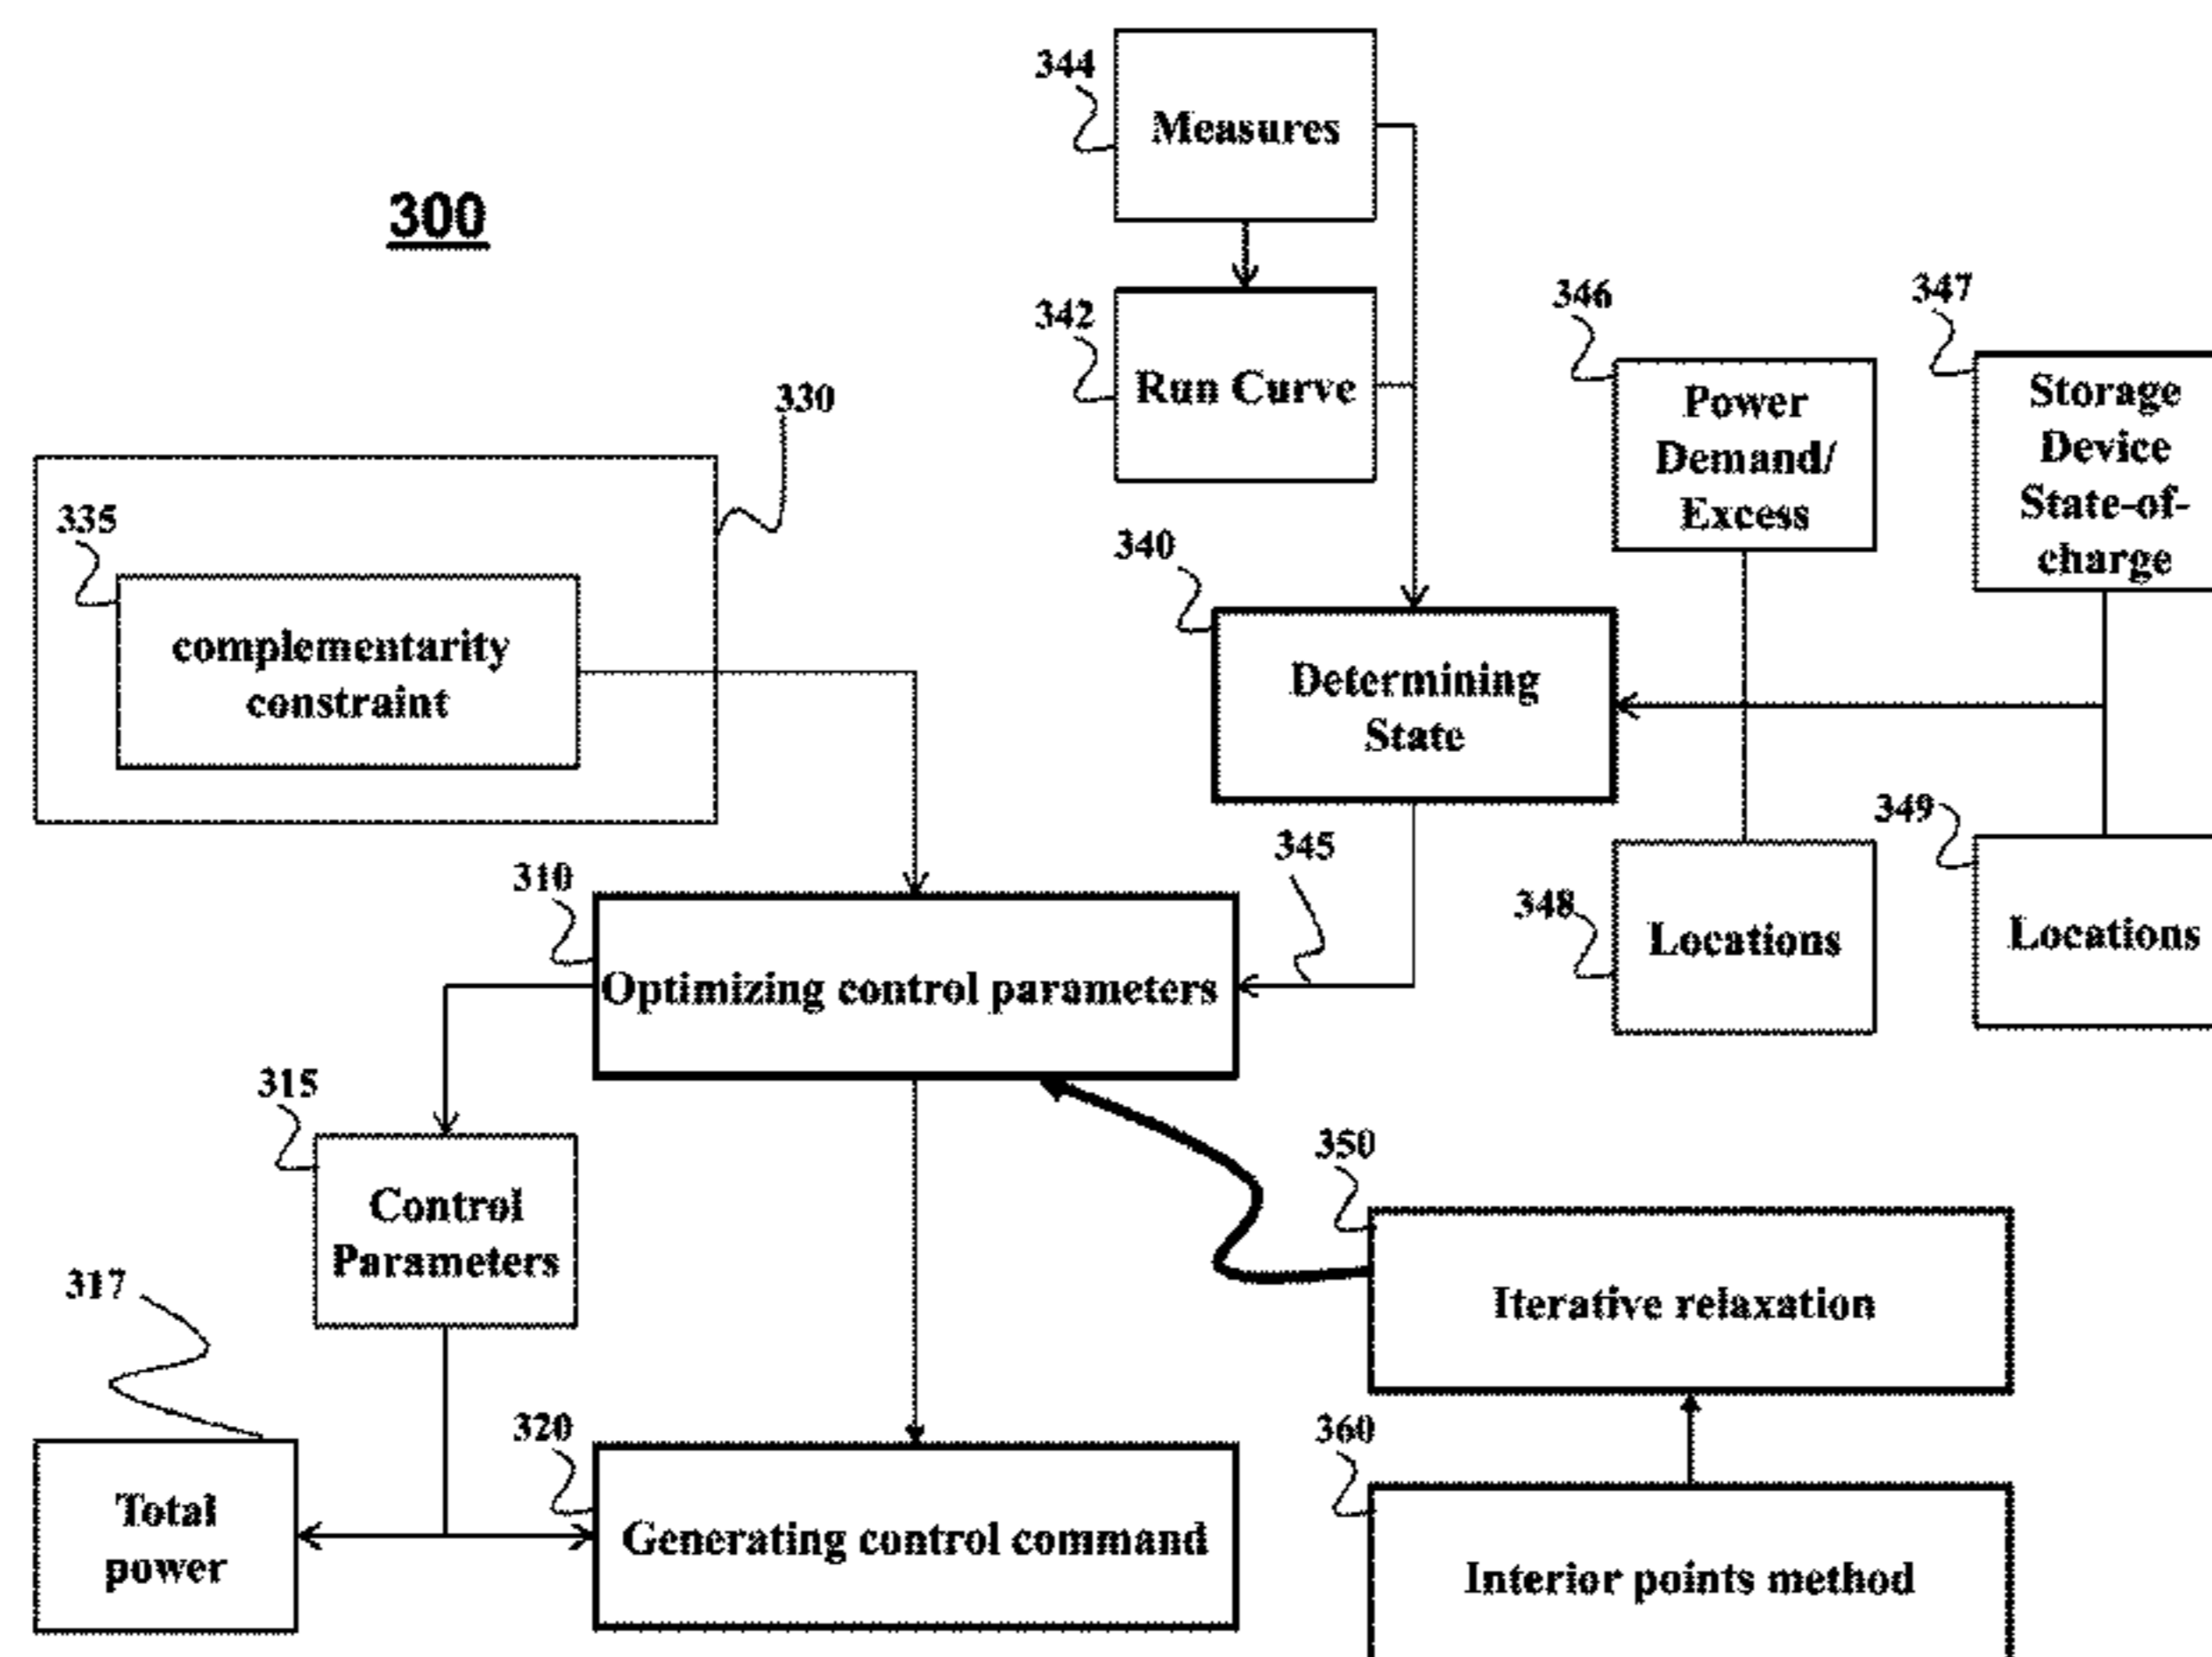 344
Measures
300
342
Run Curve
346
Power
Demand/
Excess
347
Storage
Device
State-of-
charge
330
335
complementarity
constraint
340
Determining
State
345
348
Locations
349
Locations
310
Optimizing control parameters
315
Control
Parameters
317
Total
power
320
Generating control command
350
Iterative relaxation
360
Interior points method